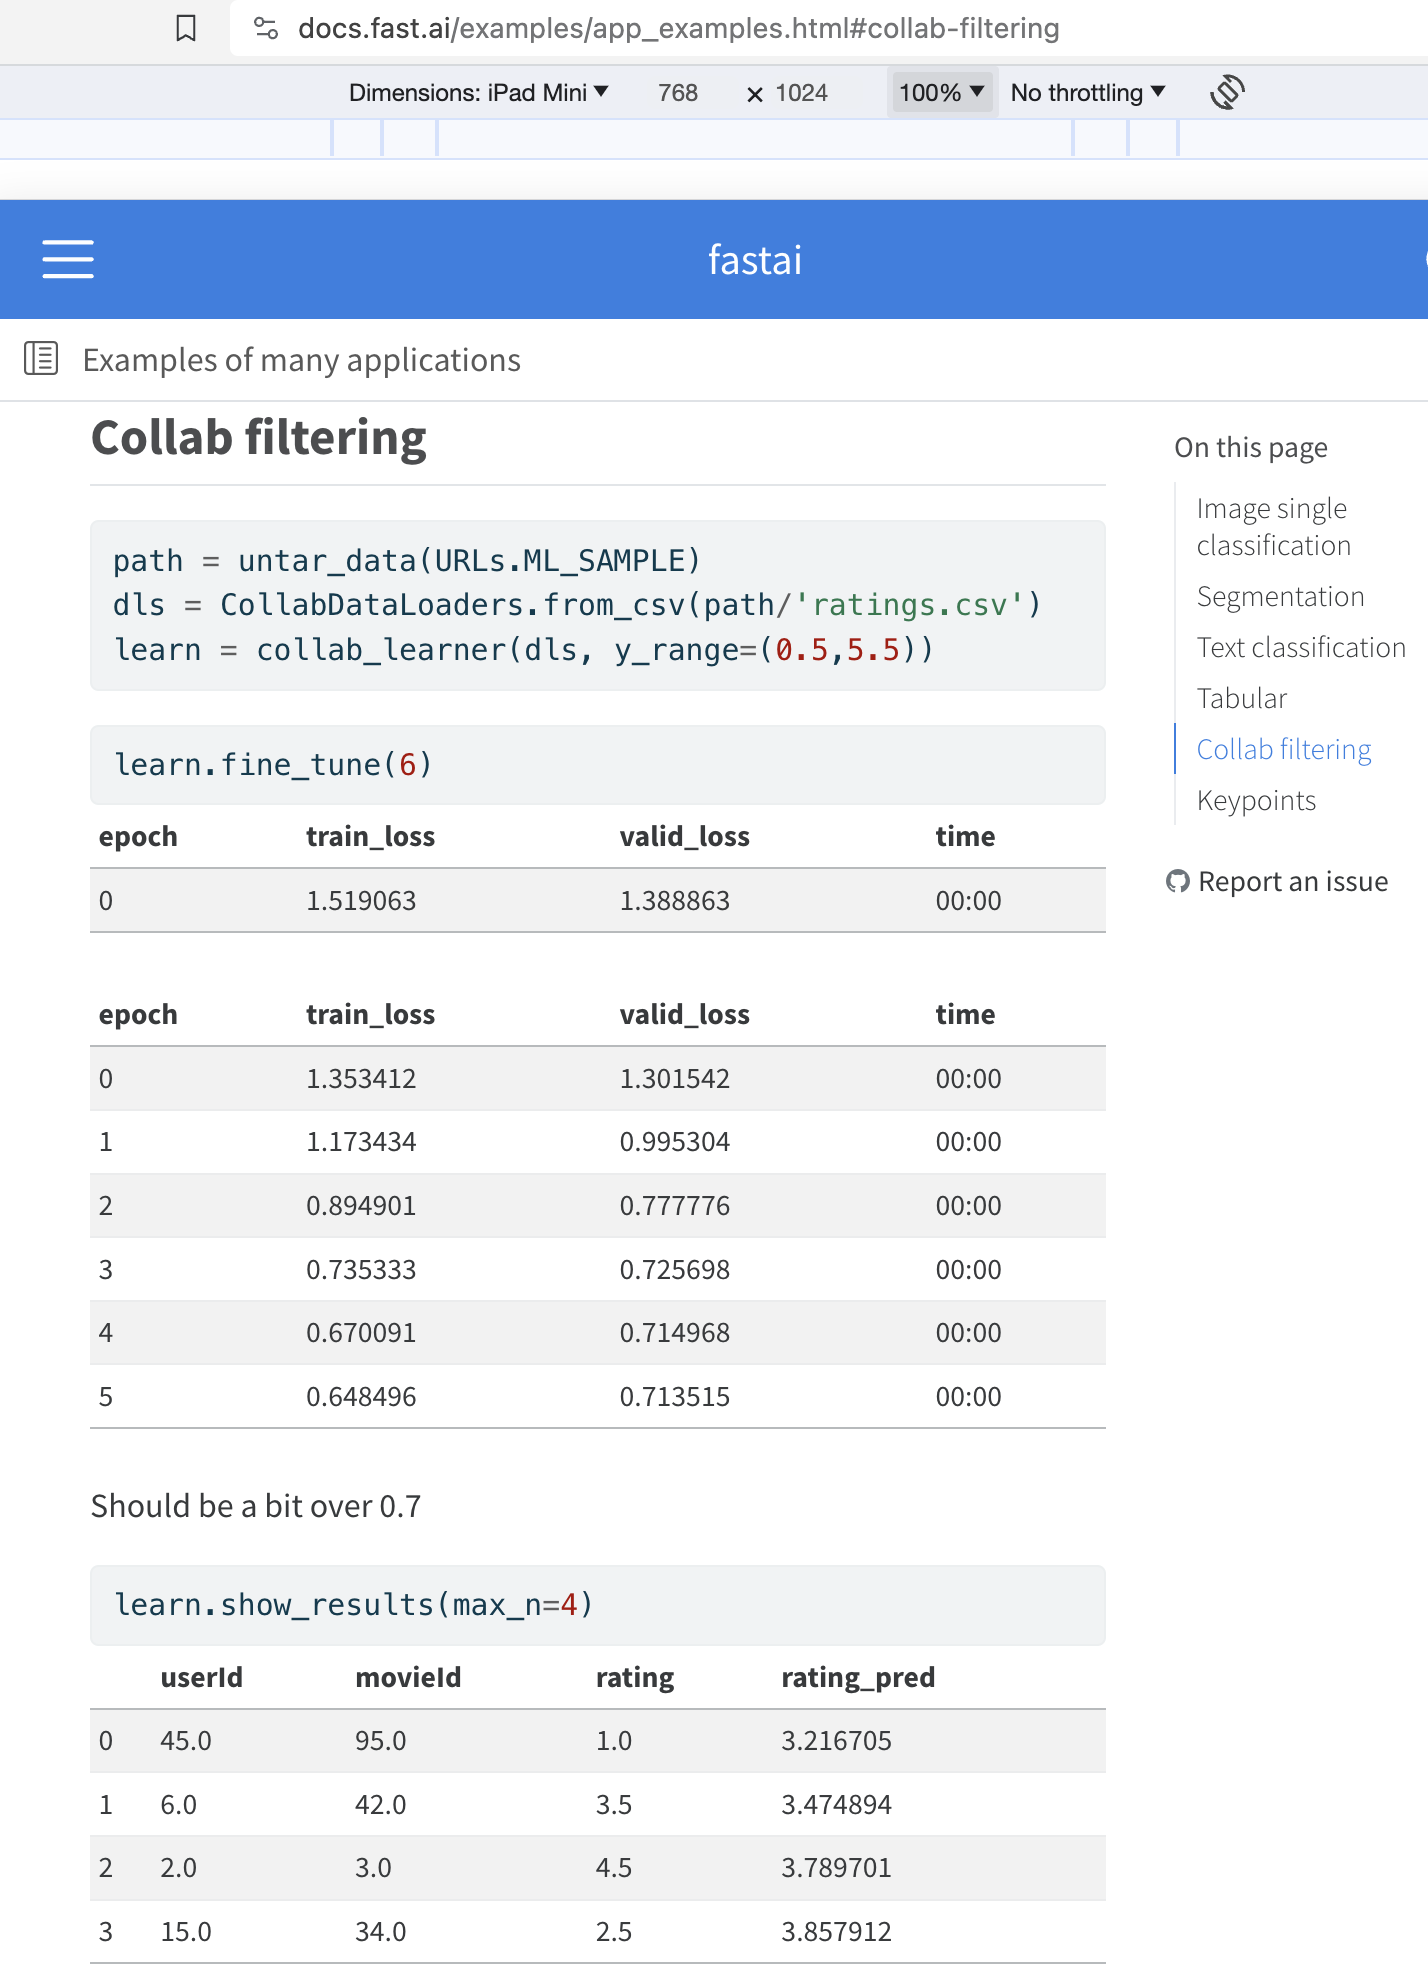 docs.fast.ai/examples/app_examples.html#collab-filtering
Dimensions: iPad Mini ▼ 768 × 1024 100% ▼ No throttling ▼
fastai
Examples of many applications
Collab filtering
path = untar_data(URLs.ML_SAMPLE)
dls = CollabDataLoaders.from_csv(path/'ratings.csv')
learn = collab_learner(dls, y_range=(0.5,5.5))
learn.fine_tune(6)
epoch train_loss valid_loss time
0 1.519063 1.388863 00:00
epoch train_loss valid_loss time
0 1.353412 1.301542 00:00
1 1.173434 0.995304 00:00
2 0.894901 0.777776 00:00
3 0.735333 0.725698 00:00
4 0.670091 0.714968 00:00
5 0.648496 0.713515 00:00
Should be a bit over 0.7
learn.show_results(max_n=4)
userId movieId rating rating_pred
0 45.0 95.0 1.0 3.216705
1 6.0 42.0 3.5 3.474894
2 2.0 3.0 4.5 3.789701
3 15.0 34.0 2.5 3.857912
On this page
Image single
classification
Segmentation
Text classification
Tabular
Collab filtering
Keypoints
Report an issue